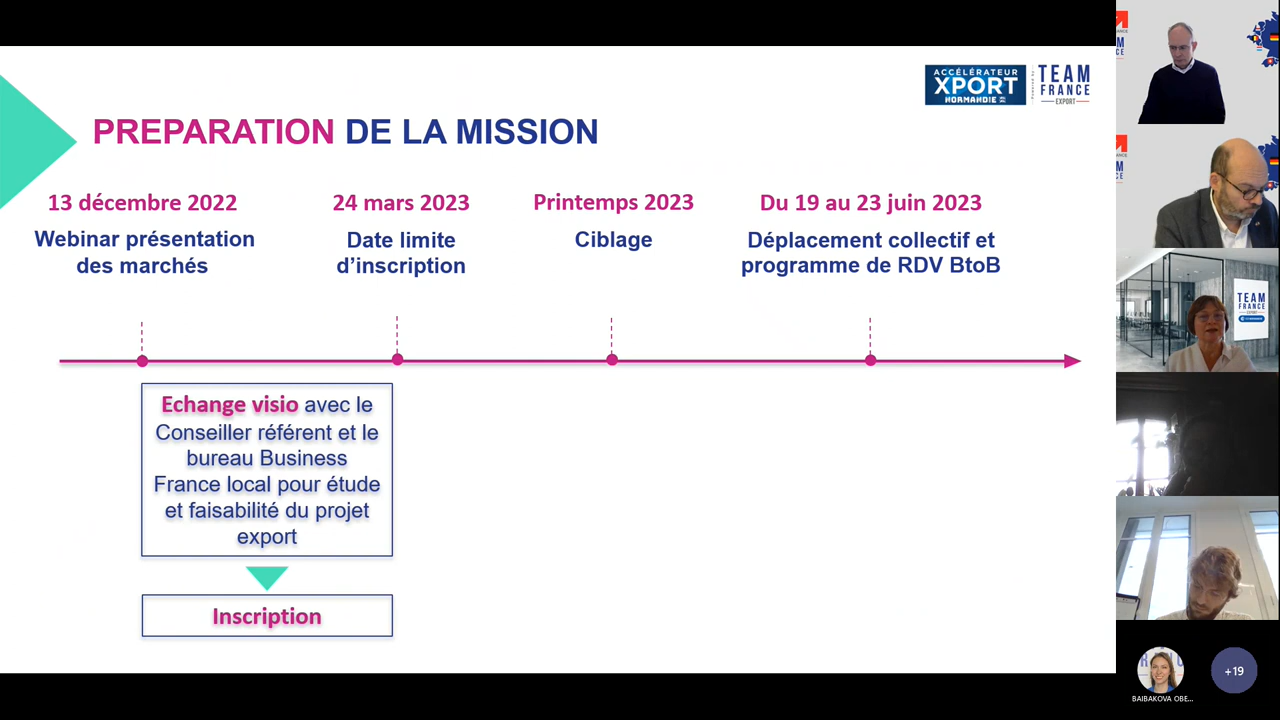 ACCÉLÉRATEUR
XPORT
NORMANDIE
TEAM
FRANCE
EXPORT
PREPARATION DE LA MISSION
13 décembre 2022
Webinar présentation
des marchés
24 mars 2023
Date limite
d’inscription
Printemps 2023
Ciblage
Du 19 au 23 juin 2023
Déplacement collectif et
programme de RDV BtoB
Echange visio avec le
Conseiller référent et le
bureau Business
France local pour étude
et faisabilité du projet
export
Inscription
TEAM
FRANCE
EXPORT
BAIBAKOVA OBE...
+19